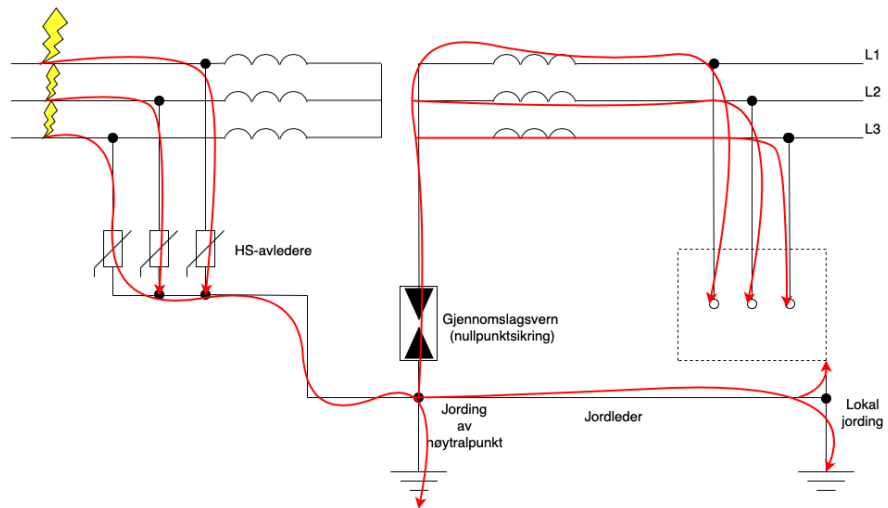 L1
L2
L3
HS-avledere
Gjennomslagsvern
(nullpunktsikring)
Jording
av
nøytralpunkt
Jordleder
Lokal
jording